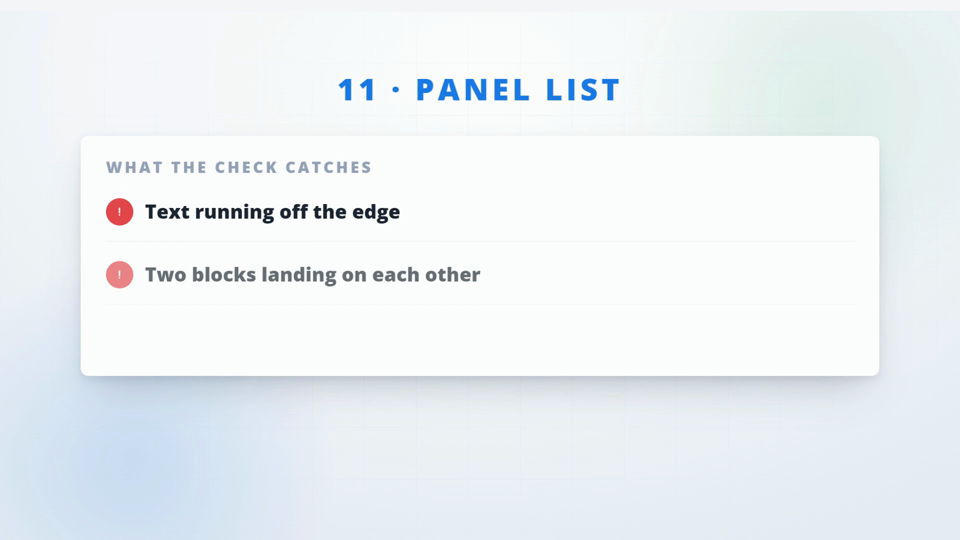 11 · PANEL LIST
WHAT THE CHECK CATCHES
! Text running off the edge
! Two blocks landing on each other